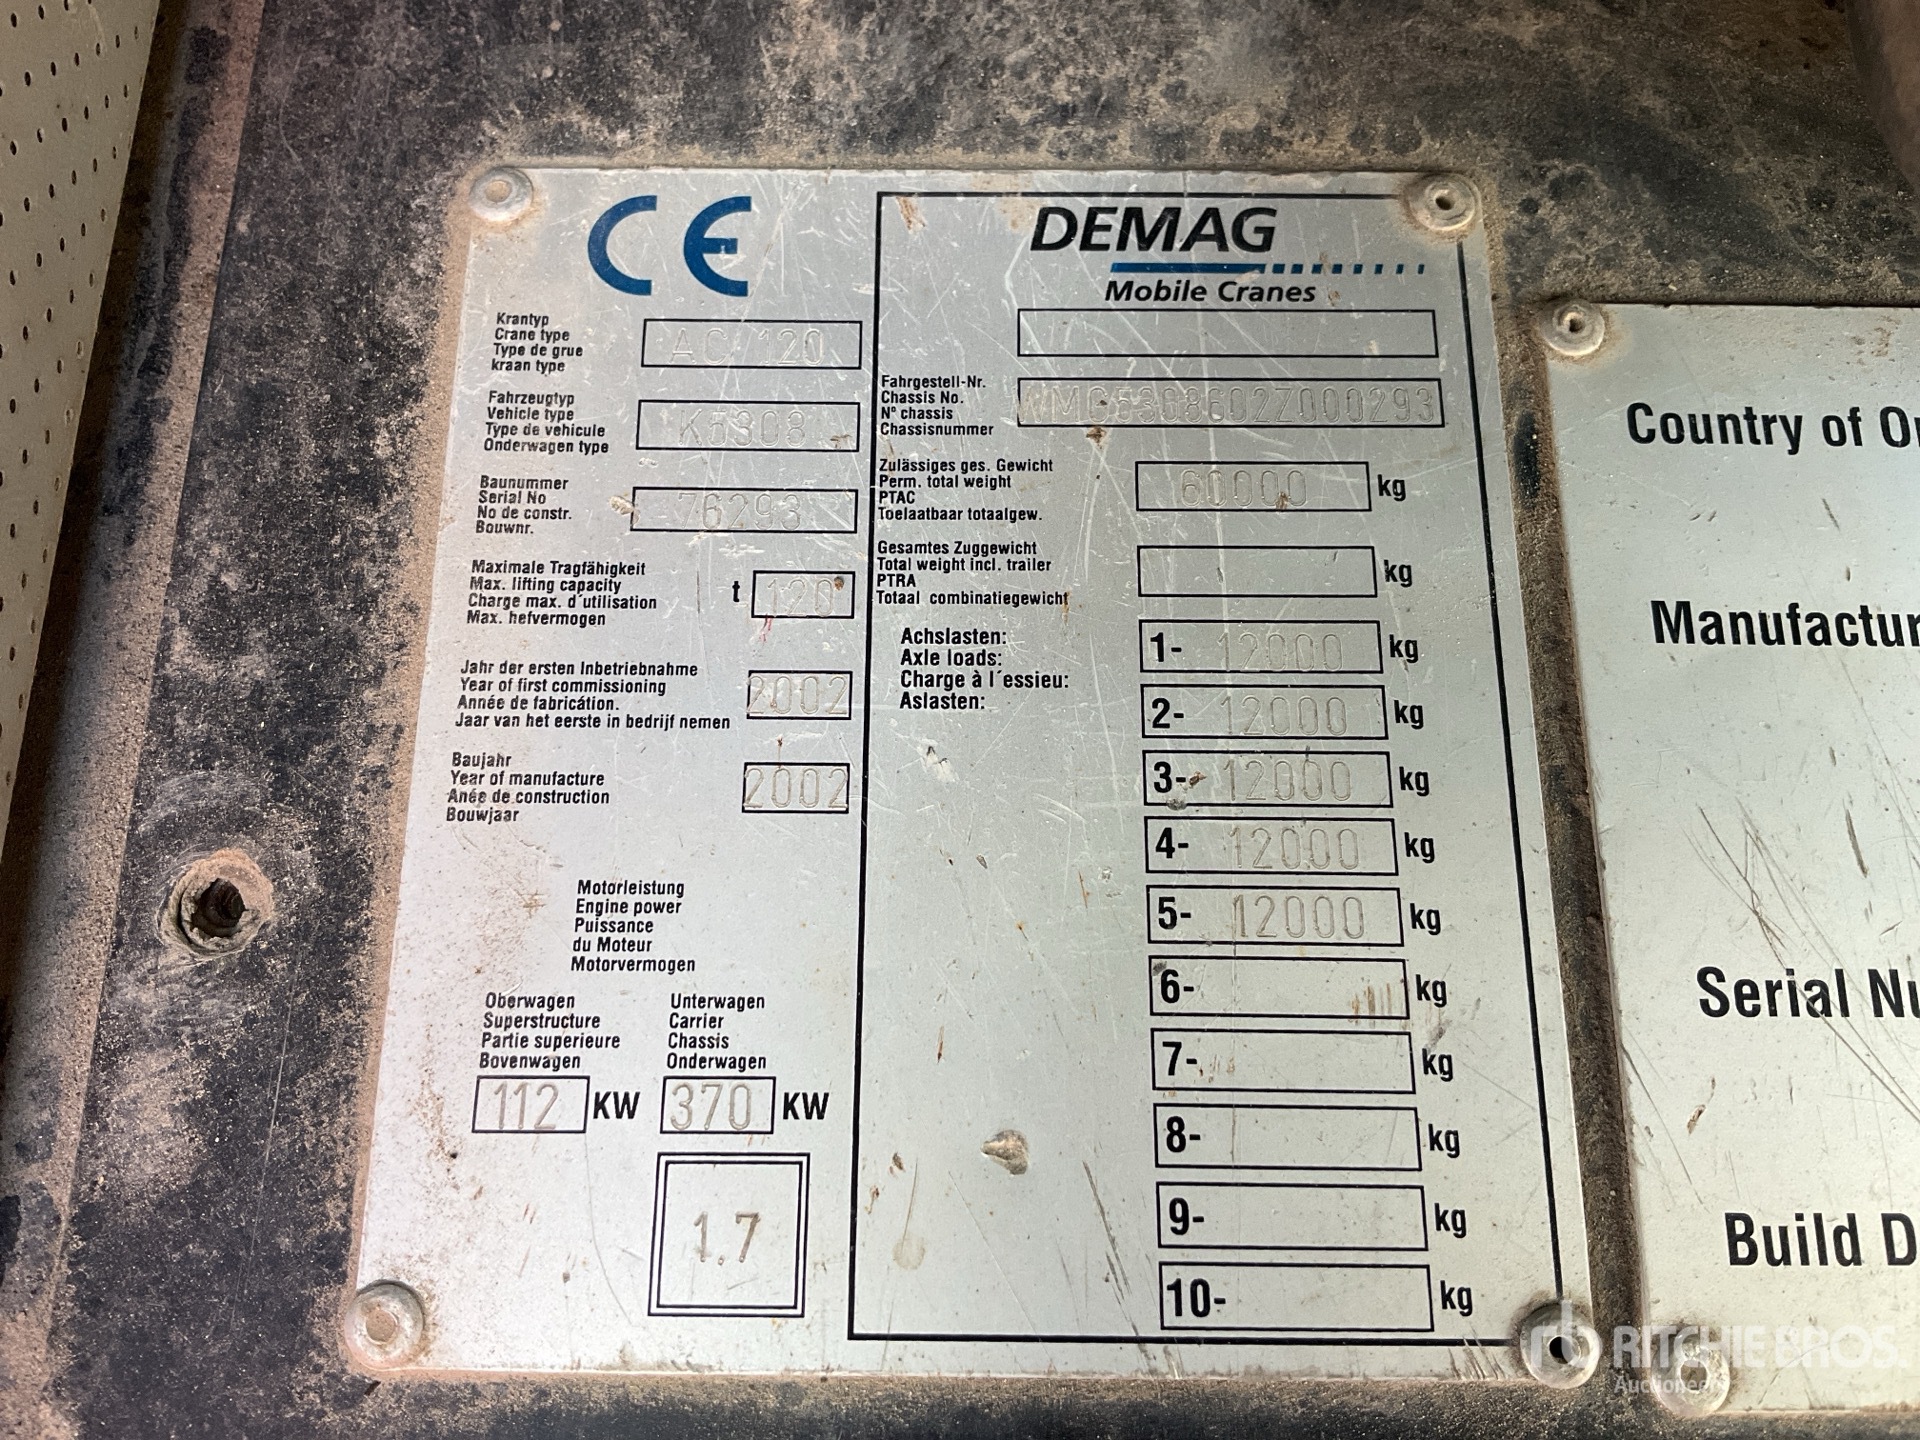 CE
Krantyp
Crane type
Type de grue
kraan type
AC 120
Fahrzeugtyp
Vehicle type
Type de vehicule
Onderwagen type
K5308
Baunummer
Serial No
No de constr.
Bouwnr.
76293
Maximale Tragfähigkeit
Max. lifting capacity
Charge max. d´utilisation
Max. hefvermogen
t 120
Jahr der ersten Inbetriebnahme
Year of first commissioning
Année de fabricátion.
Jaar van het eerste in bedrijf nemen
2002
Baujahr
Year of manufacture
Anée de construction
Bouwjaar
2002
Motorleistung
Engine power
Puissance
du Moteur
Motorvermogen
Oberwagen
Superstructure
Partie superieure
Bovenwagen
112 KW
Unterwagen
Carrier
Chassis
Onderwagen
370 KW
1.7
DEMAG
Mobile Cranes
Fahrgestell-Nr.
Chassis No.
N° chassis
Chassisnummer
WMG5308602Z000293
Zulässiges ges. Gewicht
Perm. total weight
PTAC
Toelaatbaar totaalgew.
60000 kg
Gesamtes Zuggewicht
Total weight incl. trailer
PTRA
Totaal combinatiegewicht
kg
Achslasten:
Axle loads:
Charge à l´essieu:
Aslasten:
1- 12000 kg
2- 12000 kg
3- 12000 kg
4- 12000 kg
5- 12000 kg
6- kg
7- kg
8- kg
9- kg
10- kg
Country of Or
Manufactur
Serial Nu
Build D
RITCHIE BROS.
Auctioneers